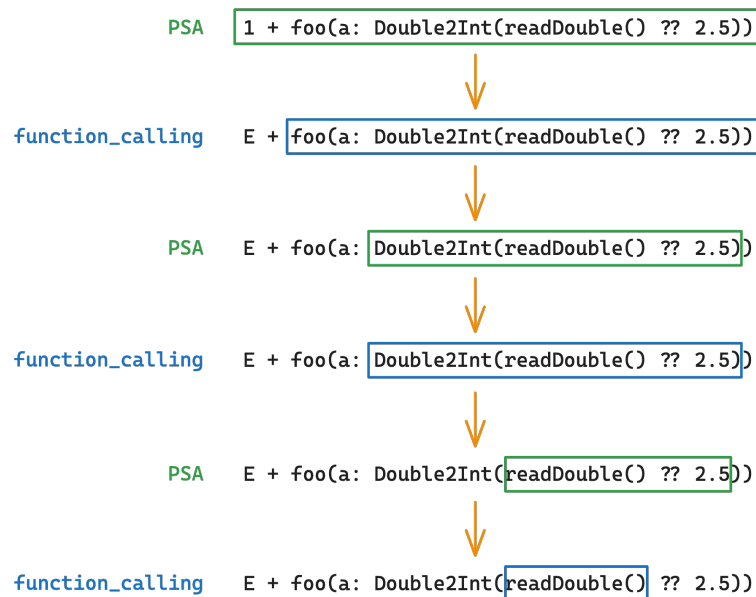 PSA 1 + foo(a: Double2Int(readDouble() ?? 2.5))
function_calling E + foo(a: Double2Int(readDouble() ?? 2.5))
PSA E + foo(a: Double2Int(readDouble() ?? 2.5))
function_calling E + foo(a: Double2Int(readDouble() ?? 2.5))
PSA E + foo(a: Double2Int(readDouble() ?? 2.5))
function_calling E + foo(a: Double2Int(readDouble() ?? 2.5))